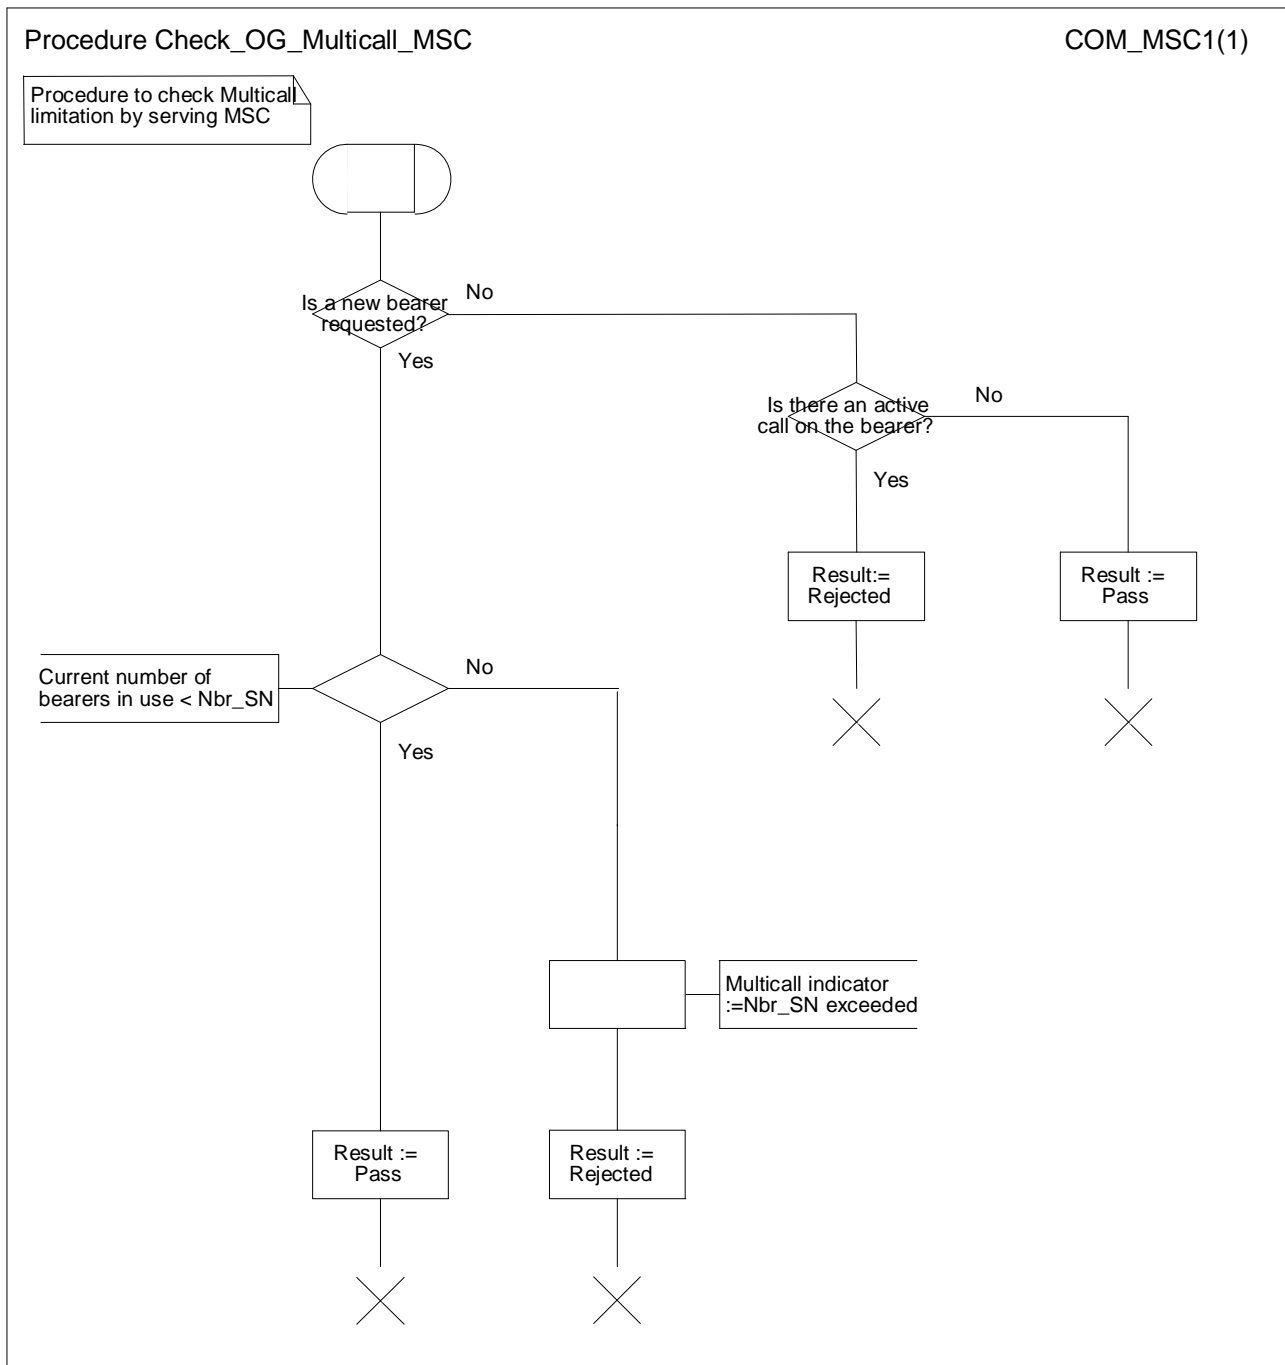 Procedure Check_OG_Multicall_MSC
COM_MSC1(1)
Procedure to check Multicall
limitation by serving MSC
Is a new bearer
requested?
No
Yes
Is there an active
call on the bearer?
No
Yes
Result:=
Rejected
Result :=
Pass
Current number of
bearers in use < Nbr_SN
No
Yes
Multicall indicator
:=Nbr_SN exceeded
Result :=
Pass
Result :=
Rejected